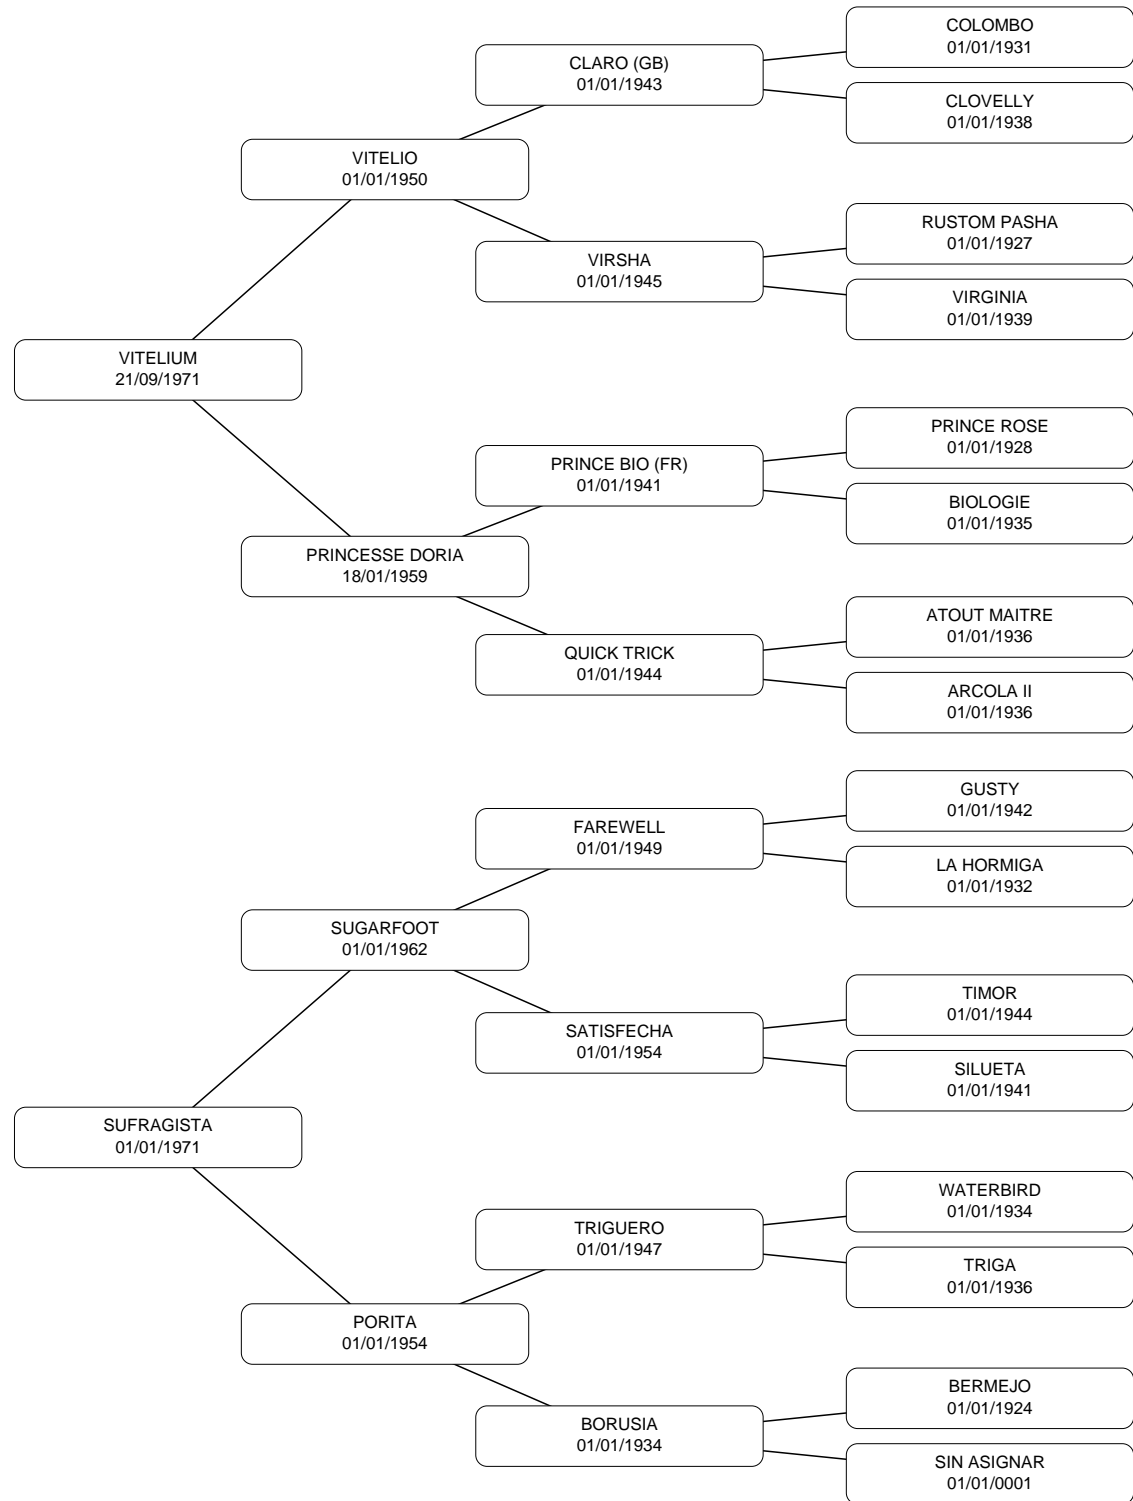 COLOMBO
01/01/1931
CLARO (GB)
01/01/1943
CLOVELLY
01/01/1938
VITELIO
01/01/1950
RUSTOM PASHA
01/01/1927
VIRSHA
01/01/1945
VIRGINIA
01/01/1939
VITELIUM
21/09/1971
PRINCE ROSE
01/01/1928
PRINCE BIO (FR)
01/01/1941
BIOLOGIE
01/01/1935
PRINCESSE DORIA
18/01/1959
ATOUT MAITRE
01/01/1936
QUICK TRICK
01/01/1944
ARCOLA II
01/01/1936
GUSTY
01/01/1942
FAREWELL
01/01/1949
LA HORMIGA
01/01/1932
SUGARFOOT
01/01/1962
TIMOR
01/01/1944
SATISFECHA
01/01/1954
SILUETA
01/01/1941
SUFRAGISTA
01/01/1971
WATERBIRD
01/01/1934
TRIGUERO
01/01/1947
TRIGA
01/01/1936
PORITA
01/01/1954
BERMEJO
01/01/1924
BORUSIA
01/01/1934
SIN ASIGNAR
01/01/0001